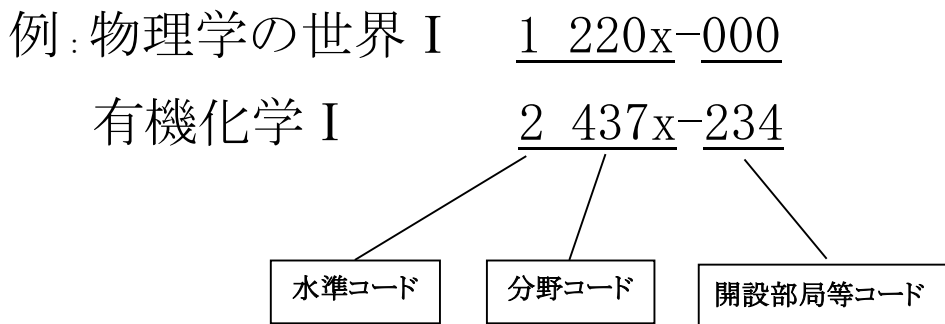 例:物理学の世界Ⅰ 1 220x-000
有機化学Ⅰ 2 437x-234
水準コード 分野コード 開設部局等コード